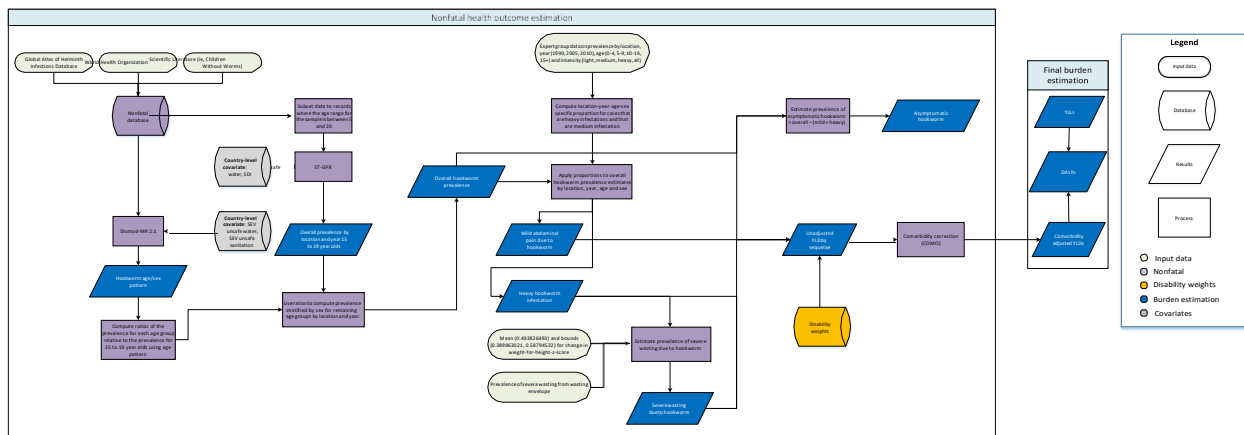 Nonfatal health outcome estimation
Global Atlas of Helminth
Infections Database
World Health Organization
Scientific Literature (ie, Children
Without Worms)
Nonfatal
database
Subset data to records
where the age range for
the sample is between 5
and 20
Country-level
covariate:
water, SDI
ST-GPR
Dismod-MR 2.1
Country-level
covariate: SEV
unsafe water,
SEV unsafe
sanitation
Overall prevalence by
location and year 15
to 19 year olds
Hookworm age/sex
pattern
Compute ratios of the
prevalence for each age group
relative to the prevalence for
15 to 19 year olds using age
pattern
Use ratios to compute prevalence
stratified by sex for remaining
age groups by location and year
Overall hookworm
prevalence
Expert group data on prevalence by location,
year (1990, 2005, 2010), age (0-4, 5-9, 10-14,
15+) and intensity (light, medium, heavy, all)
Compute location-year-age-sex
specific proportion for cases that
are heavy infestations and that
are medium infestation
Apply proportions to overall
hookworm prevalence estimates
by location, year, age and sex
Mild abdominal
pain due to
hookworm
Heavy hookworm
infestation
Mean (0.493826493) and bounds
(0.389863021, 0.58794532) for change in
weight-for-height-z-score
Prevalence of severe wasting from wasting
envelope
Estimate prevalence of severe
wasting due to hookworm
Severe wasting
due to hookworm
Estimate prevalence of
asymptomatic hookworm
= overall – (mild + heavy)
Asymptomatic
hookworm
Unadjusted
YLD by
sequelae
Disability
weights
Comorbidity correction
(COMO)
Final burden
estimation
YLLs
DALYs
Comorbidity
adjusted YLDs
Legend
Input data
Database
Results
Process
Input data
Nonfatal
Disability weights
Burden estimation
Covariates